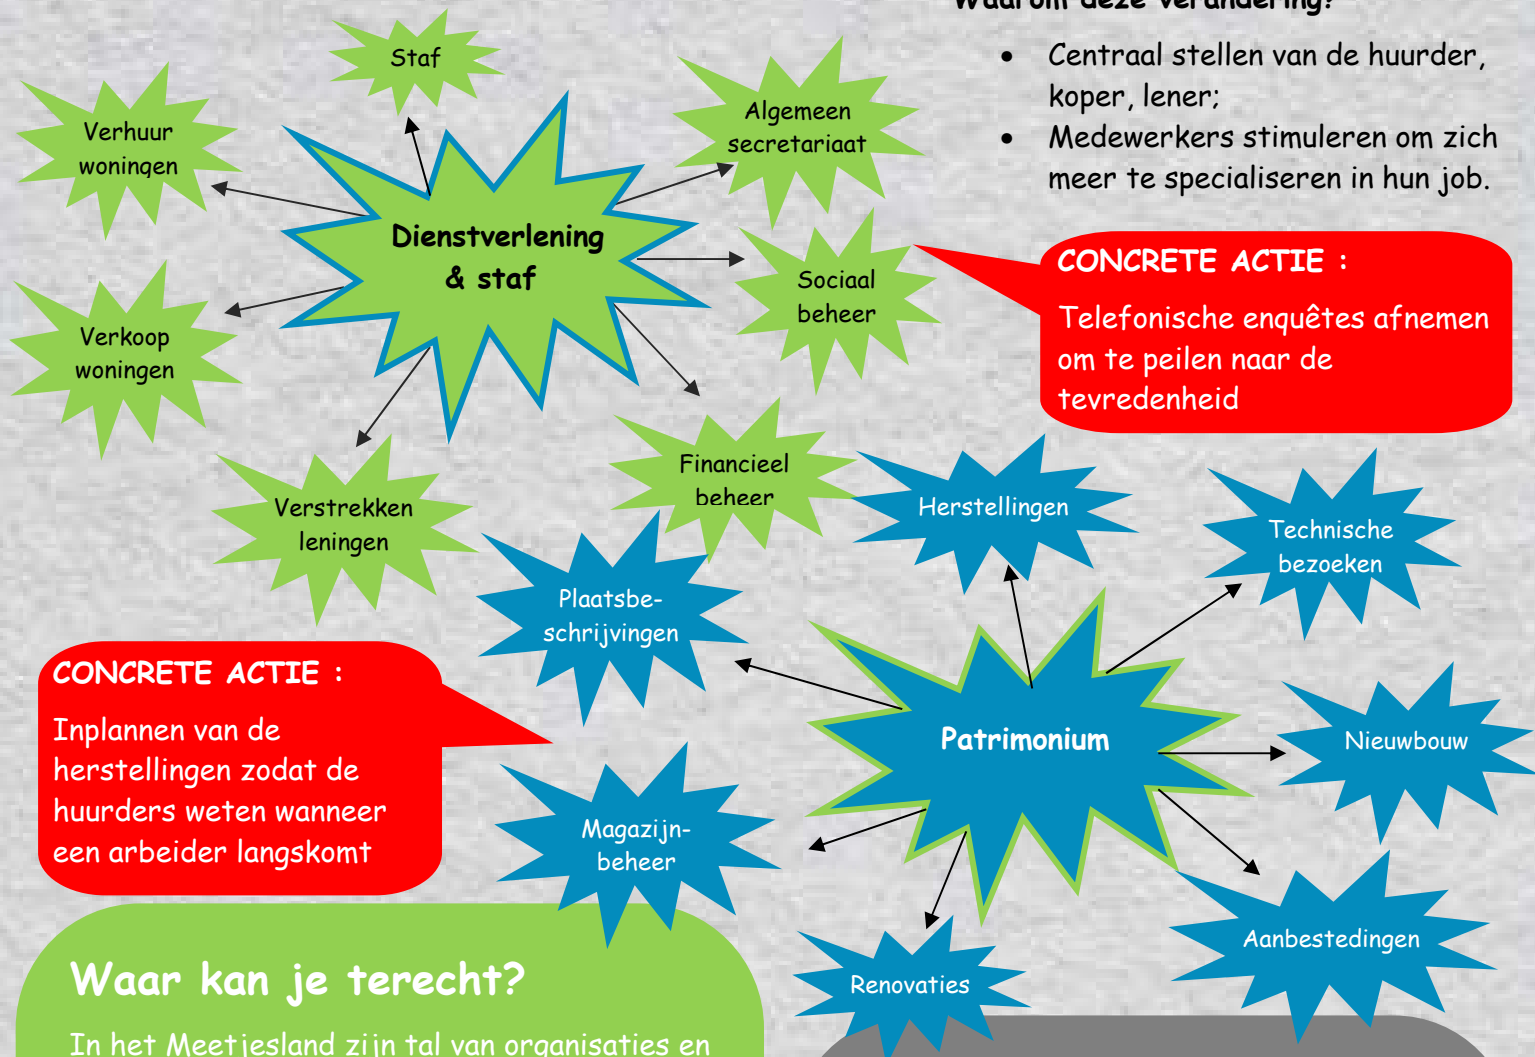 Waarom deze verandering?
• Centraal stellen van de huurder,
koper, lener;
• Medewerkers stimuleren om zich
meer te specialiseren in hun job.
Staf
Verhuur
woningen
Algemeen
secretariaat
Dienstverlening
& staf
Sociaal
beheer
Verkoop
woningen
Verstrekken
leningen
Financieel
beheer
CONCRETE ACTIE :
Telefonische enquêtes afnemen
om te peilen naar de
tevredenheid
Herstellingen
Technische
bezoeken
Plaatsbe-
schrijvingen
Patrimonium
Nieuwbouw
Magazijn-
beheer
Aanbestedingen
Renovaties
CONCRETE ACTIE :
Inplannen van de
herstellingen zodat de
huurders weten wanneer
een arbeider langskomt
Waar kan je terecht?
In het Meetjesland zijn tal van organisaties en